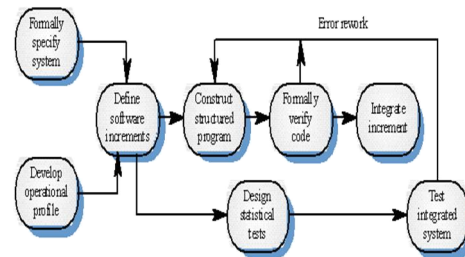 Formally
specify
system
Error rework
Define
software
increments
Construct
structured
program
Formally
verify
code
Integrate
increment
Develop
operational
profile
Design
statistical
tests
Test
integrated
system